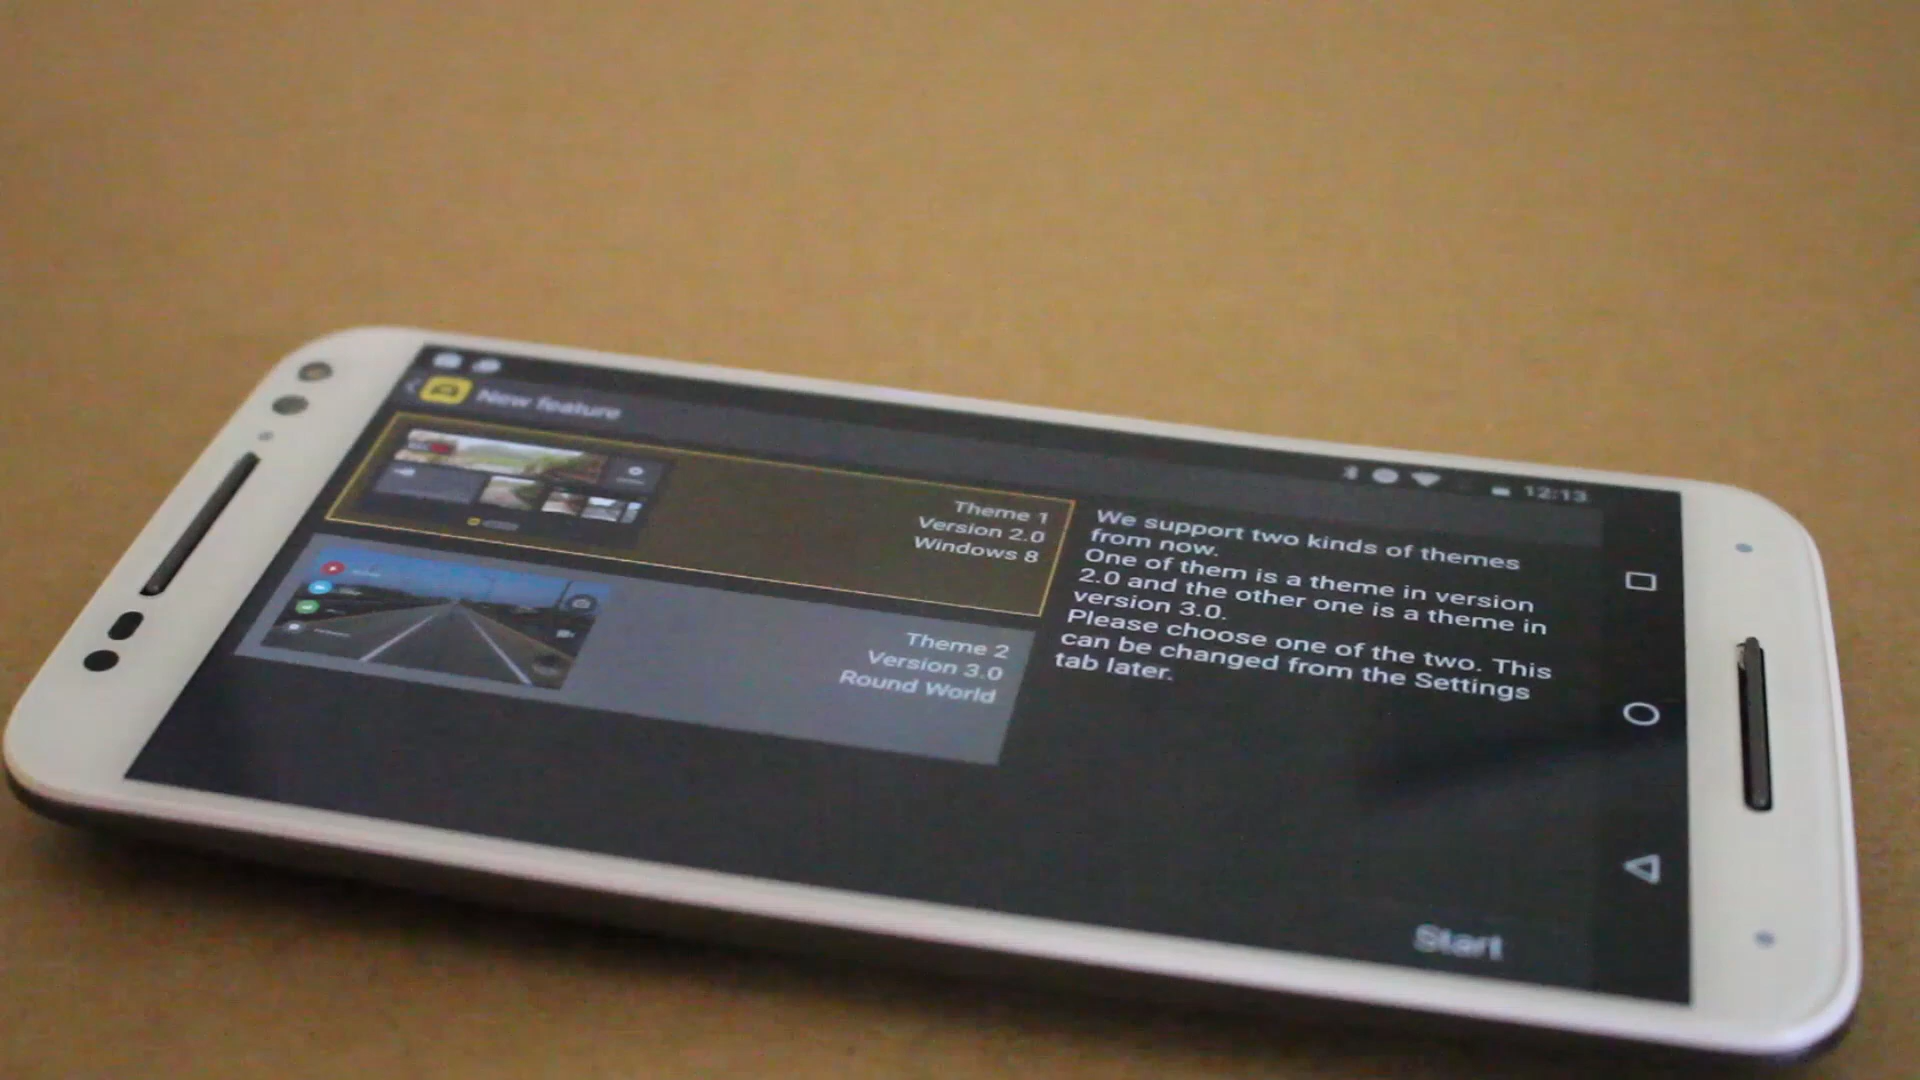 12:13
New feature
Theme 1
Version 2.0
Windows 8
Theme 2
Version 3.0
Round World
We support two kinds of themes
from now.
One of them is a theme in version
2.0 and the other one is a theme in
version 3.0.
Please choose one of the two. This
can be changed from the Settings
tab later.
Start